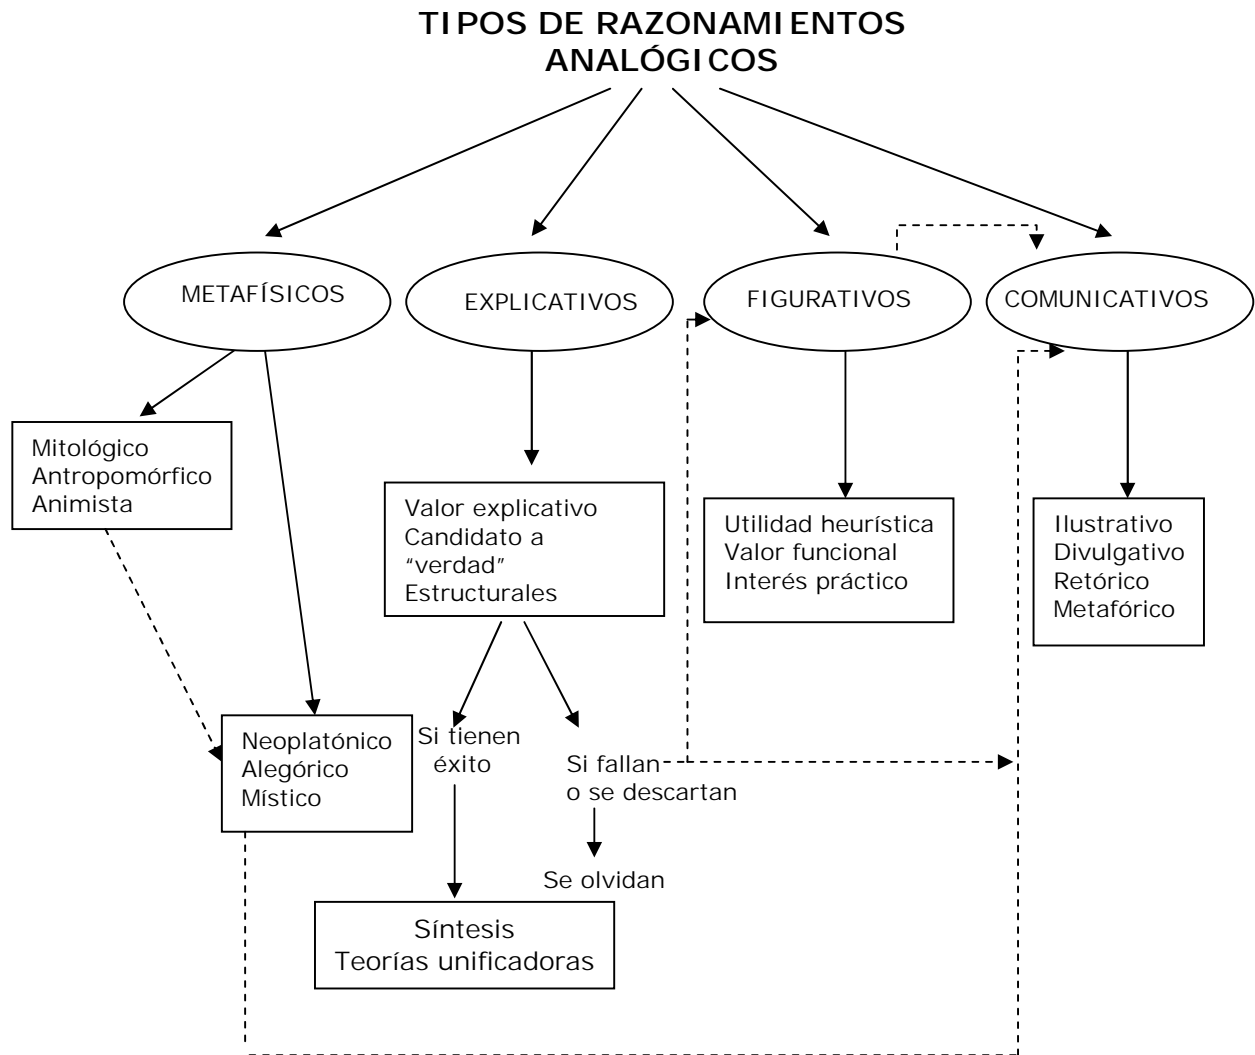 TIPOS DE RAZONAMIENTOS
ANALÓGICOS
METAFÍSICOS
EXPLICATIVOS
FIGURATIVOS
COMUNICATIVOS
Mitológico
Antropomórfico
Animista
Valor explicativo
Candidato a
“verdad”
Estructurales
Utilidad heurística
Valor funcional
Interés práctico
Ilustrativo
Divulgativo
Retórico
Metafórico
Neoplatónico
Alegórico
Místico
Si tienen
éxito
Si fallan
o se descartan
Se olvidan
Síntesis
Teorías unificadoras